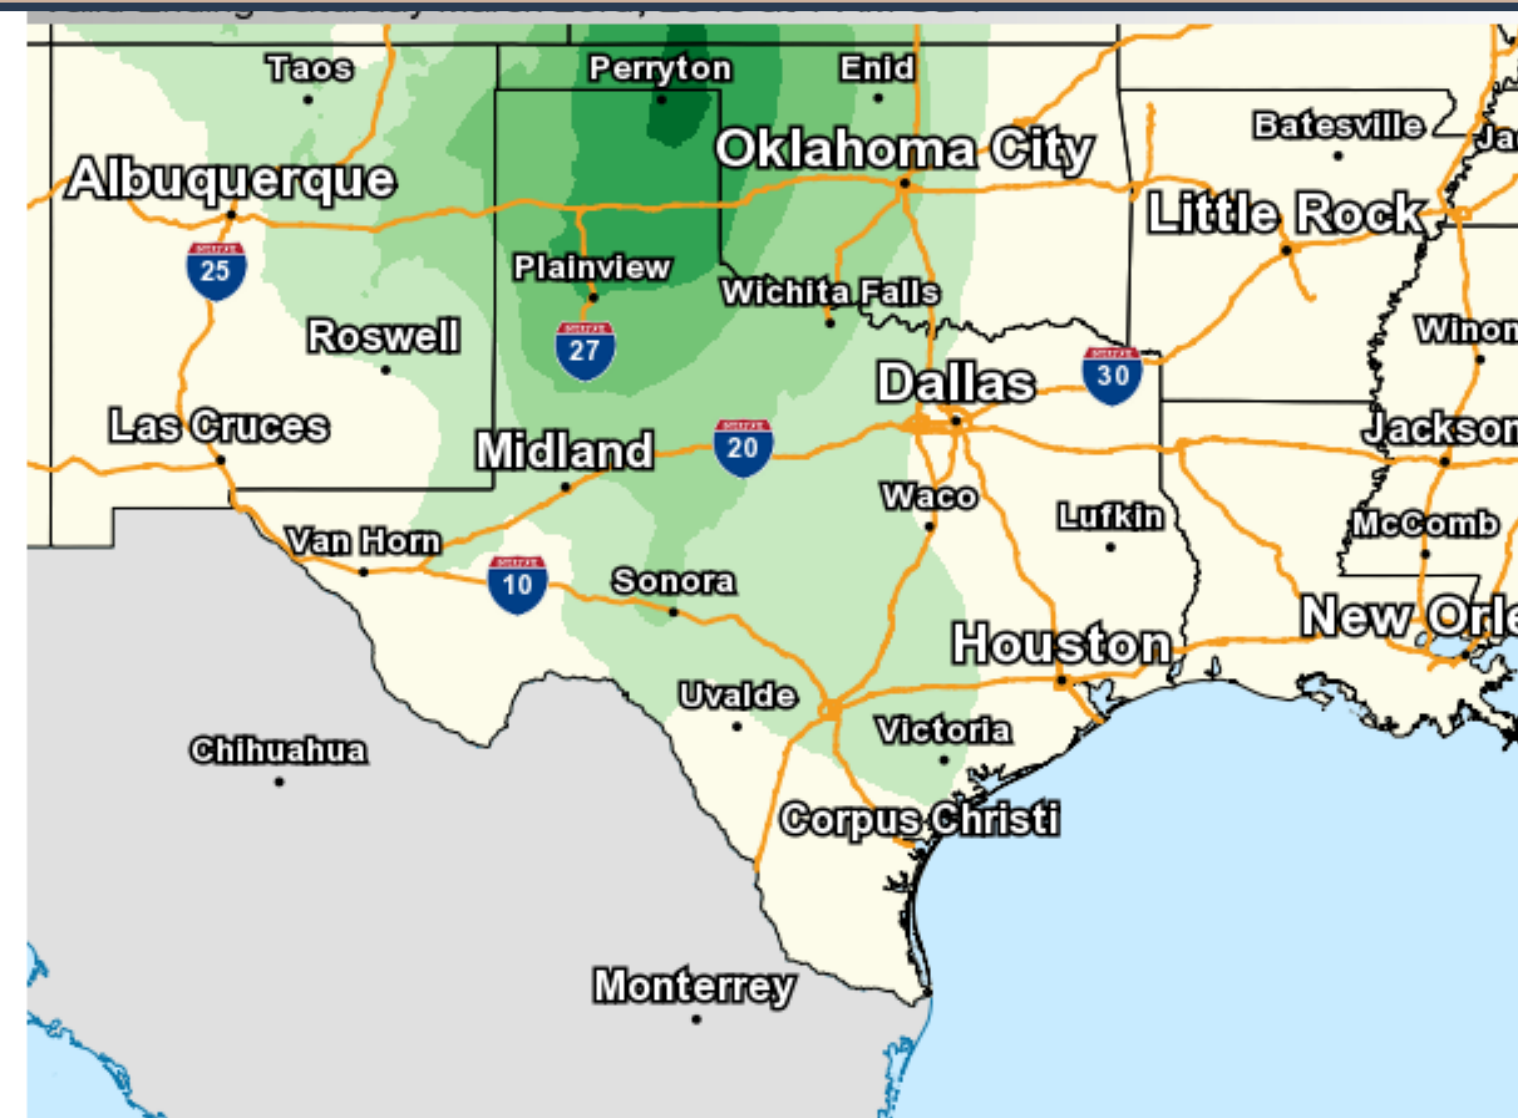 Taos
Perryton
Enid
Batesville
Oklahoma City
Albuquerque
Little Rock
25
Plainview
Wichita Falls
Roswell
27
30
Dallas
Las Cruces
Midland
20
Jackson
Waco
Lufkin
McComb
Van Horn
10
Sonora
New Orle
Houston
Uvalde
Victoria
Chihuahua
Corpus Christi
Monterrey
Winon
Ja